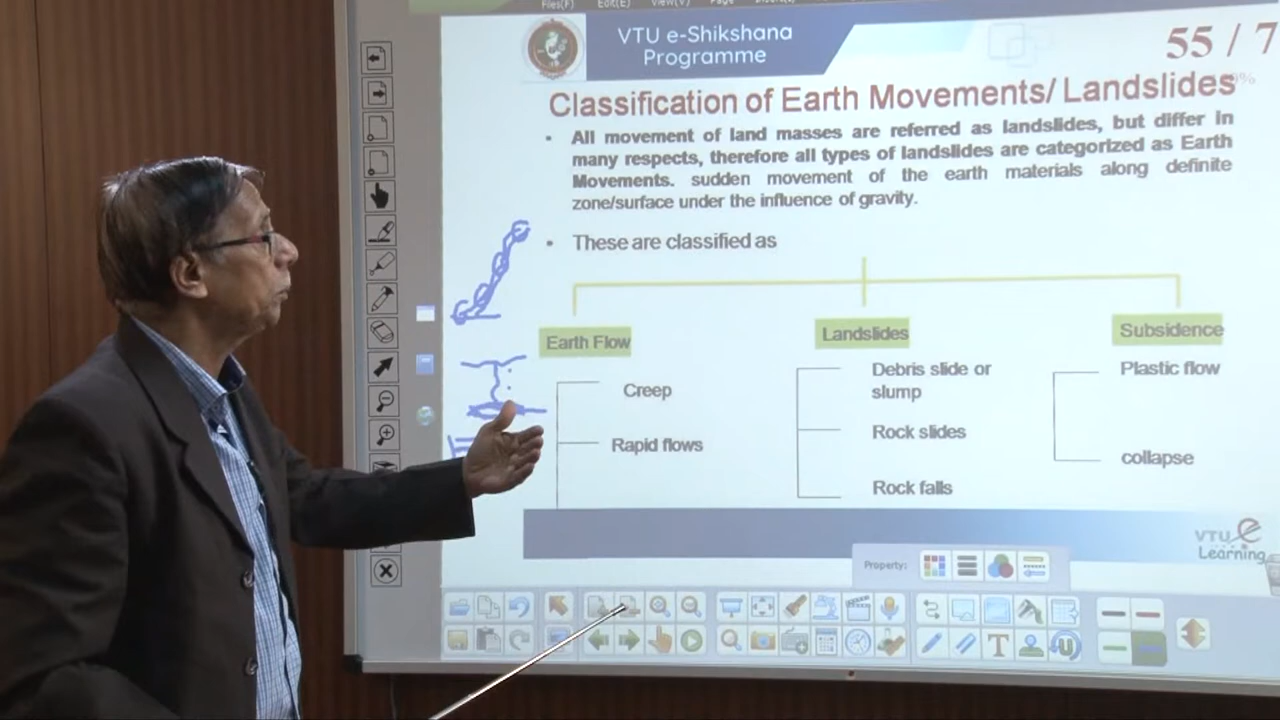 Files(F) Edit(E) View(V) Page
VTU e-Shikshana
Programme
55 / 7
Classification of Earth Movements/ Landslides
• All movement of land masses are referred as landslides, but differ in
many respects, therefore all types of landslides are categorized as Earth
Movements. sudden movement of the earth materials along definite
zone/surface under the influence of gravity.
• These are classified as
Earth Flow
Landslides
Subsidence
Creep
Rapid flows
Debris slide or
slump
Rock slides
Rock falls
Plastic flow
collapse
VTU e
Learning
Property: